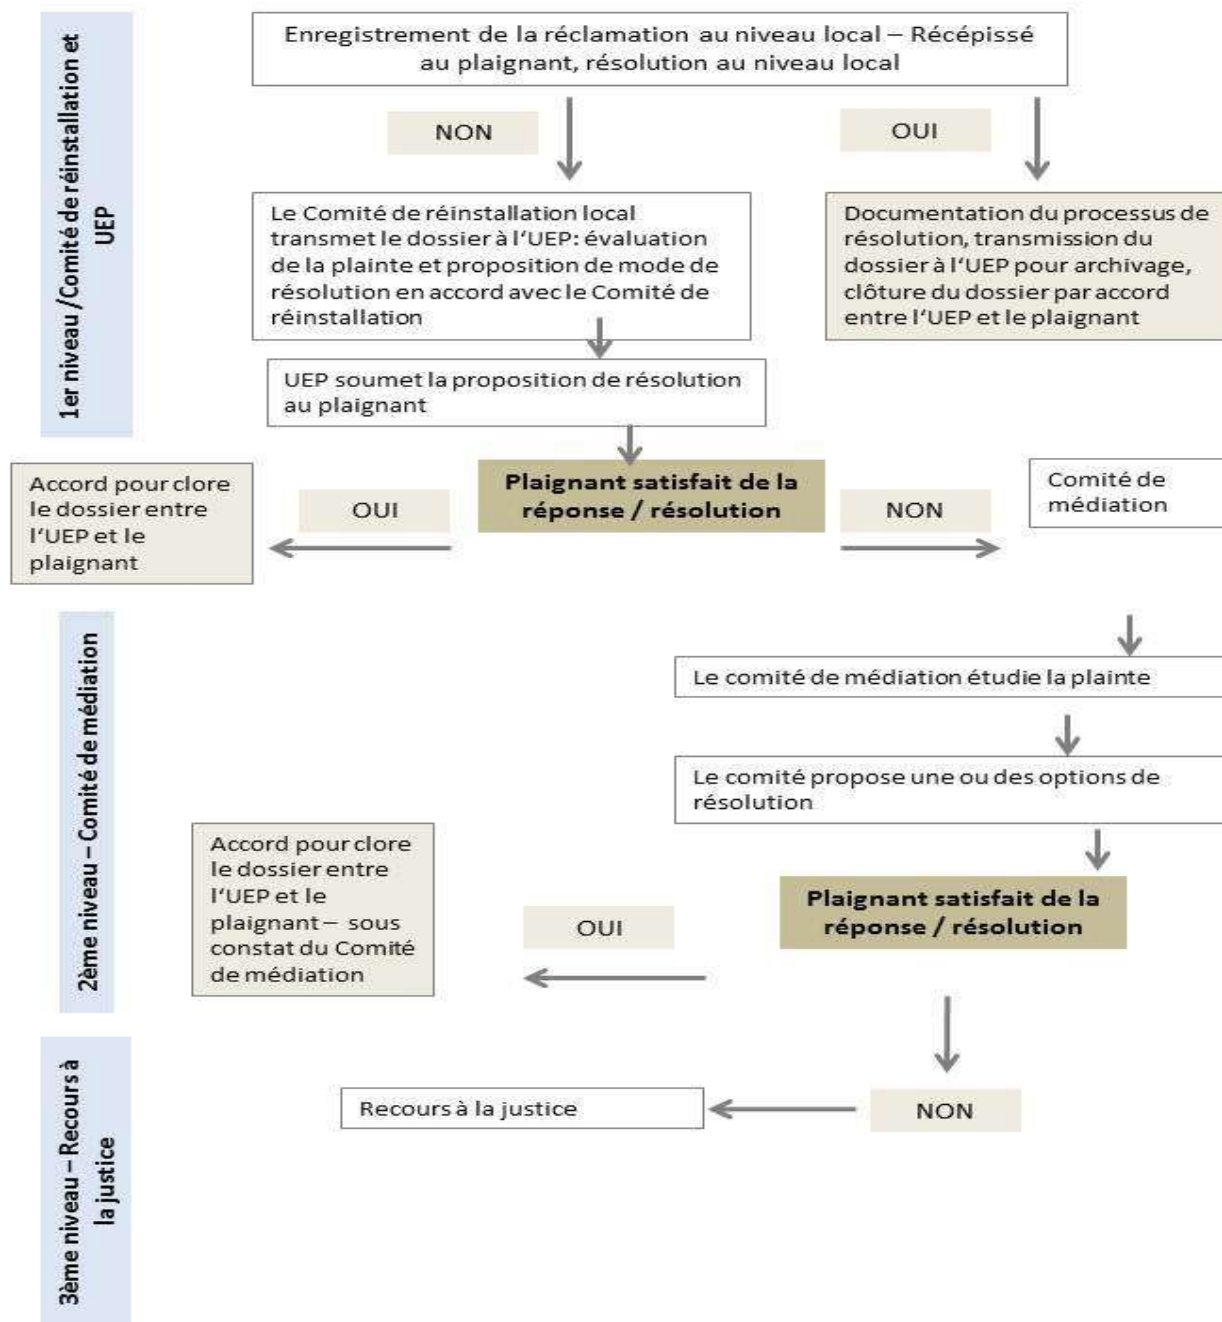 1er niveau /Comité de réinstallation et
UEP
Enregistrement de la réclamation au niveau local – Récépissé
au plaignant, résolution au niveau local
NON
OUI
Le Comité de réinstallation local
transmet le dossier à l'UEP: évaluation
de la plainte et proposition de mode de
résolution en accord avec le Comité de
réinstallation
Documentation du processus de
résolution, transmission du
dossier à l'UEP pour archivage,
clôture du dossier par accord
entre l'UEP et le plaignant
UEP soumet la proposition de résolution
au plaignant
Accord pour clore
le dossier entre
l'UEP et le
plaignant
OUI
Plaignant satisfait de la
réponse / résolution
NON
Comité de
médiation
2ème niveau – Comité de médiation
Le comité de médiation étudie la plainte
Le comité propose une ou des options de
résolution
Accord pour clore
le dossier entre
l'UEP et le
plaignant – sous
constat du Comité
de médiation
OUI
Plaignant satisfait de la
réponse / résolution
3ème niveau – Recours à
la justice
Recours à la justice
NON